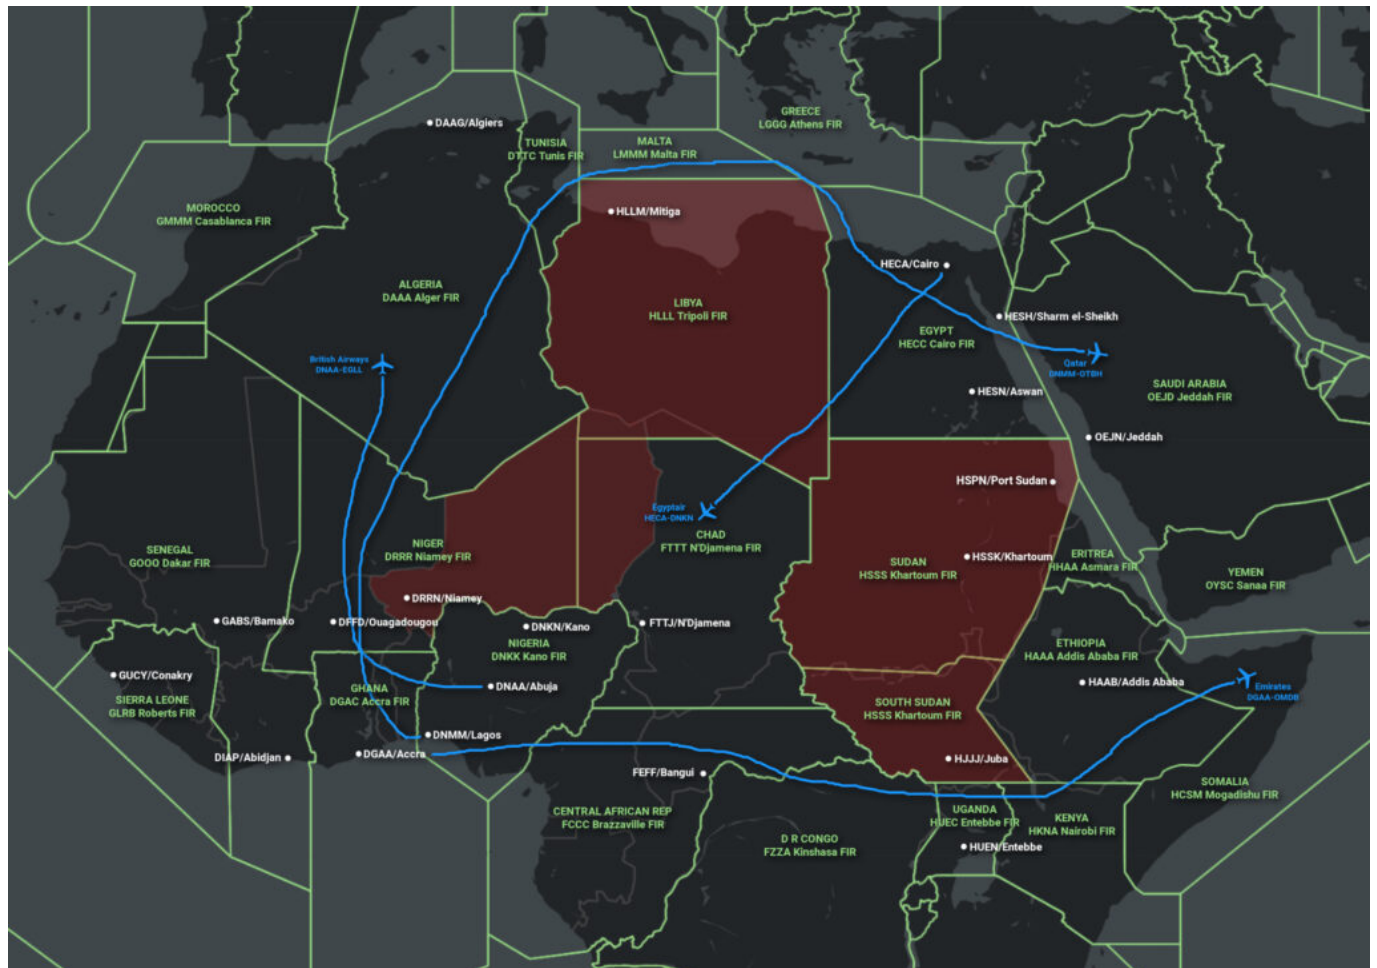 GREECE
LGGG Athens FIR
DAAG/Algiers
TUNISIA
DTTC Tunis FIR
MALTA
LMMM Malta FIR
MOROCCO
GMMM Casablanca FIR
HLLM/Mitiga
HECA/Cairo
ALGERIA
DAAA Alger FIR
LIBYA
HLLL Tripoli FIR
HESH/Sharm el-Sheikh
EGYPT
HECC Cairo FIR
British Airways
DNAA-EGLL
Qatar
DNMM-OTBH
SAUDI ARABIA
OEJD Jeddah FIR
HESN/Aswan
OEJN/Jeddah
HSPN/Port Sudan
Egyptair
HECA-DNKN
CHAD
FTTT N'Djamena FIR
SENEGAL
GOOO Dakar FIR
NIGER
DRRR Niamey FIR
HSSK/Khartoum
SUDAN
HSSS Khartoum FIR
ERITREA
HHAA Asmara FIR
YEMEN
OYSC Sanaa FIR
DRRN/Niamey
GABS/Bamako
DFFD/Ouagadougou
DNKN/Kano
FTTJ/N'Djamena
NIGERIA
DNKK Kano FIR
ETHIOPIA
HAAA Addis Ababa FIR
GUCY/Conakry
SIERRA LEONE
GLRB Roberts FIR
GHANA
DGAC Accra FIR
DNAA/Abuja
HAAB/Addis Ababa
Emirates
DGAA-OMDB
SOUTH SUDAN
HSSS Khartoum FIR
DNMM/Lagos
DIAP/Abidjan
DGAA/Accra
HJJJ/Juba
FEFF/Bangui
SOMALIA
HCSM Mogadishu FIR
CENTRAL AFRICAN REP
FCCC Brazzaville FIR
UGANDA
HUEC Entebbe FIR
KENYA
HKNA Nairobi FIR
D R CONGO
FZZA Kinshasa FIR
HUEN/Entebbe